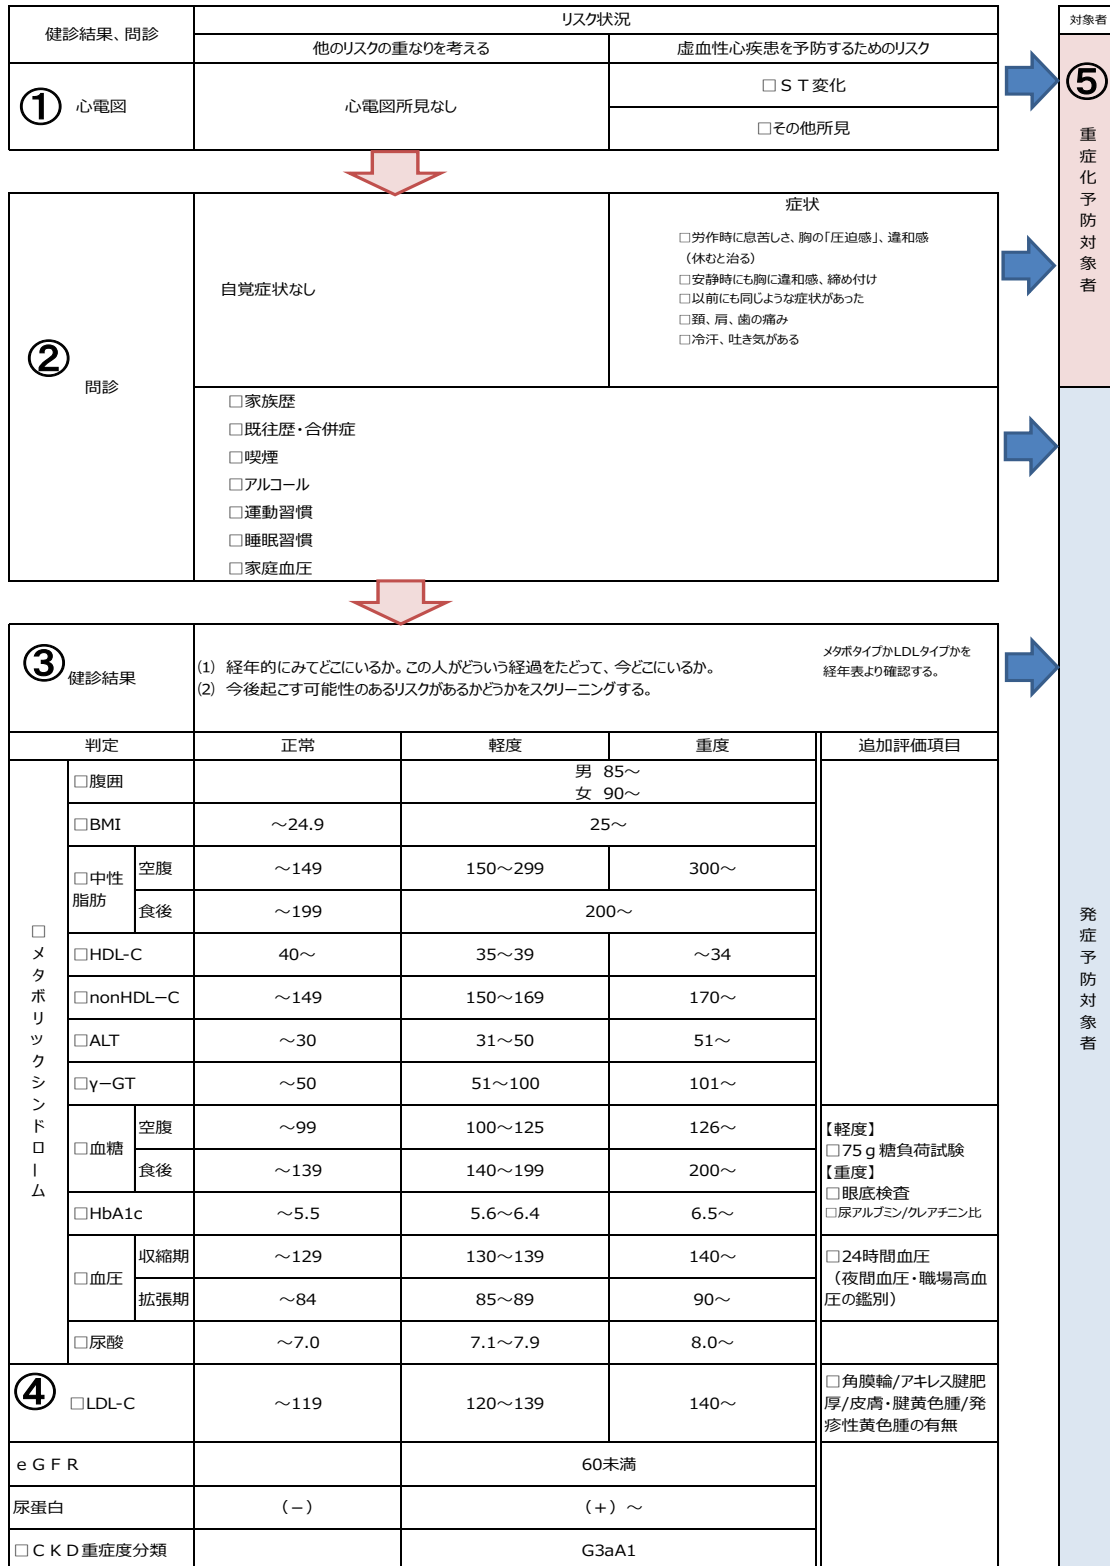 健診結果、問診
リスク状況
対象者
他のリスクの重なりを考える
虚血性心疾患を予防するためのリスク
① 心電図
心電図所見なし
□ＳＴ変化
□その他所見
⑤
重症化予防対象者
② 問診
自覚症状なし
症状
□労作時に息苦しさ、胸の「圧迫感」、違和感
（休むと治る）
□安静時にも胸に違和感、締め付け
□以前にも同じような症状があった
□頚、肩、歯の痛み
□冷汗、吐き気がある
□家族歴
□既往歴・合併症
□喫煙
□アルコール
□運動習慣
□睡眠習慣
□家庭血圧
③ 健診結果
(1) 経年的にみてどこにいるか。この人がどういう経過をたどって、今どこにいるか。
(2) 今後起こす可能性のあるリスクがあるかどうかをスクリーニングする。
メタボタイプかLDLタイプかを
経年表より確認する。
発症予防対象者
判定 正常 軽度 重度 追加評価項目
□メタボリックシンドローム
□腹囲
男 85～
女 90～
□BMI ～24.9 25～
□中性
脂肪
空腹 ～149 150～299 300～
食後 ～199 200～
□HDL-C 40～ 35～39 ～34
□nonHDL－C ～149 150～169 170～
□ALT ～30 31～50 51～
□γ－GT ～50 51～100 101～
□血糖
空腹 ～99 100～125 126～
食後 ～139 140～199 200～
□HbA1c ～5.5 5.6～6.4 6.5～
【軽度】
□75ｇ糖負荷試験
【重度】
□眼底検査
□尿アルブミン/クレアチニン比
□血圧
収縮期 ～129 130～139 140～
拡張期 ～84 85～89 90～
□24時間血圧
（夜間血圧・職場高血
圧の鑑別）
□尿酸 ～7.0 7.1～7.9 8.0～
④ □LDL-C ～119 120～139 140～
□角膜輪/アキレス腱肥
厚/皮膚・腱黄色腫/発
疹性黄色腫の有無
ｅＧＦＲ 60未満
尿蛋白 （－） （+）～
□ＣＫＤ重症度分類 G3aA1